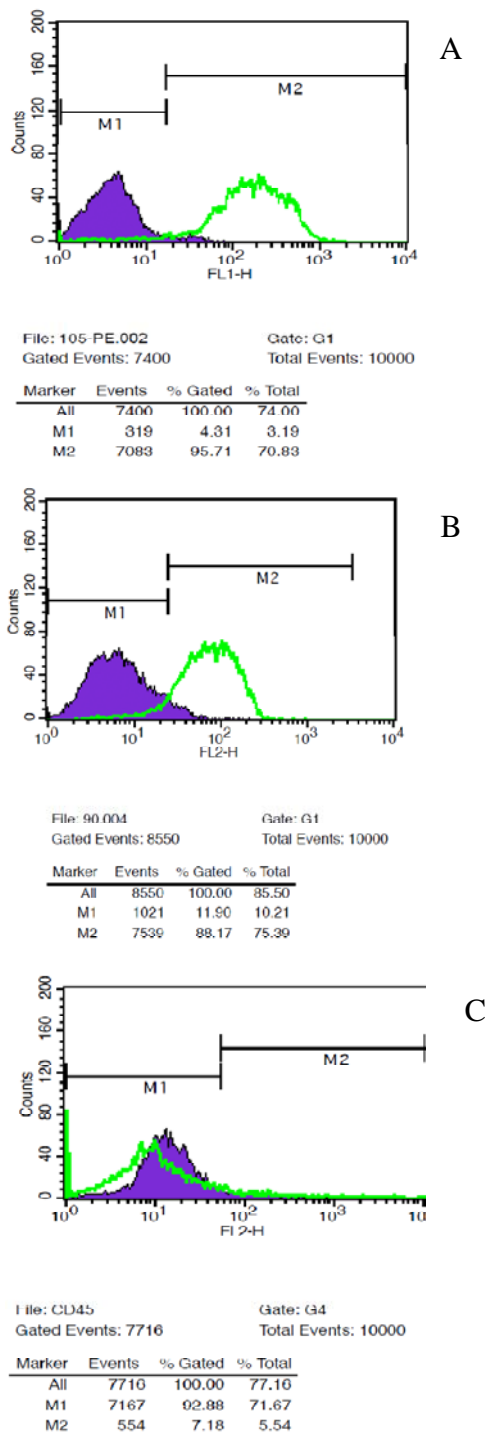 A
200
160
120
80
40
0
Counts
M1
M2
10^0 10^1 10^2 10^3 10^4
FL1-H
File: 105-PE.002 Gate: G1
Gated Events: 7400 Total Events: 10000
Marker Events % Gated % Total
All 7400 100.00 74.00
M1 319 4.31 3.19
M2 7083 95.71 70.83
B
200
160
120
80
40
0
Counts
M1
M2
10^0 10^1 10^2 10^3 10^4
FL2-H
File: 90.004 Gate: G1
Gated Events: 8550 Total Events: 10000
Marker Events % Gated % Total
All 8550 100.00 85.50
M1 1021 11.90 10.21
M2 7539 88.17 75.39
C
200
160
120
80
40
0
Counts
M1
M2
10^0 10^1 10^2 10^3 10
FL2-H
File: CD45 Gate: G4
Gated Events: 7716 Total Events: 10000
Marker Events % Gated % Total
All 7716 100.00 77.16
M1 7167 92.88 71.67
M2 554 7.18 5.54